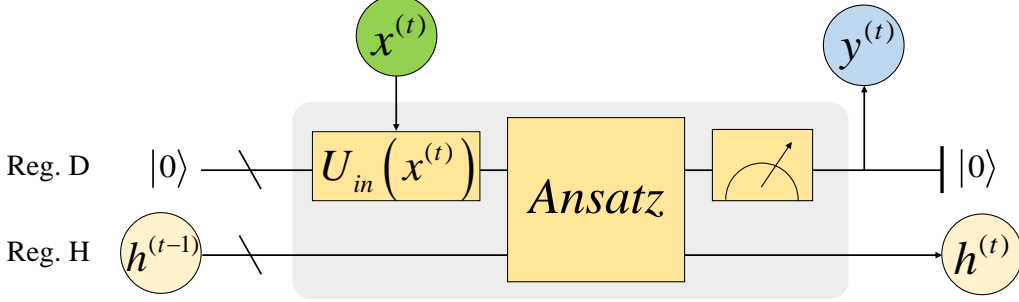 x^(t) y^(t)
Reg. D |0⟩ U_in(x^(t)) |0⟩
Ansatz
Reg. H h^(t−1) h^(t)